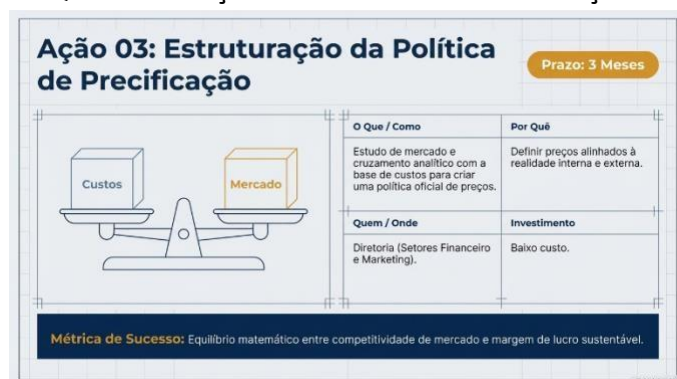 Ação 03: Estruturação da Política
de Precificação
Prazo: 3 Meses
Custos
Mercado
O Que / Como
Por Quê
Estudo de mercado e
cruzamento analítico com a
base de custos para criar
uma política oficial de preços.
Definir preços alinhados à
realidade interna e externa.
Quem / Onde
Investimento
Diretoria (Setores Financeiro
e Marketing).
Baixo custo.
Métrica de Sucesso: Equilíbrio matemático entre competitividade de mercado e margem de lucro sustentável.